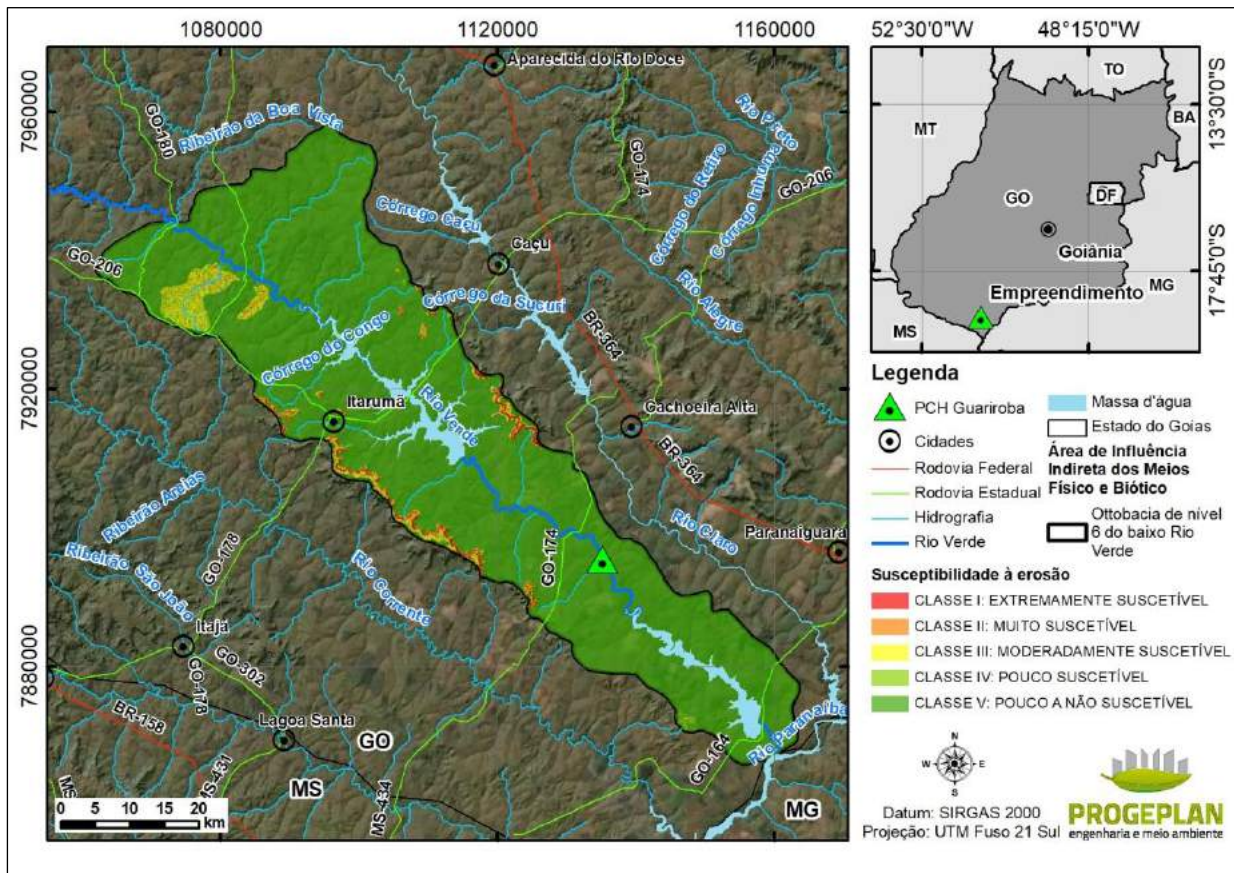 1080000
1120000
1160000
7960000
7920000
7880000
Aparecida do Rio Doce
Ribeirão da Boa Vista
GO-180
Rio Preto
GO-174
Córrego do Retiro
Córrego Inhuma
GO-206
Córrego Caçu
Caçu
GO-206
Córrego da Sucuri
Rio Alegre
BR-364
Córrego do Congo
Itarumã
Rio Verde
Cachoeira Alta
BR-364
Ribeirão Areias
Rio Claro
Paranaiguara
GO-178
GO-174
Ribeirão São João
Rio Corrente
Itajá
GO-302
GO-178
BR-158
Lagoa Santa
GO
GO-164
Rio Paranaíba
MS-431
MS
MS-434
MS
MG
0 5 10 15 20
km
52°30'0"W
48°15'0"W
13°30'0"S
17°45'0"S
TO
MT
BA
GO
DF
Goiânia
MG
Empreendimento
MS
Legenda
PCH Guariroba
Cidades
Rodovia Federal
Rodovia Estadual
Hidrografia
Rio Verde
Massa d'água
Estado do Goias
Área de Influência
Indireta dos Meios
Físico e Biótico
Ottobacia de nível
6 do baixo Rio
Verde
Susceptibilidade à erosão
CLASSE I: EXTREMAMENTE SUSCETÍVEL
CLASSE II: MUITO SUSCETÍVEL
CLASSE III: MODERADAMENTE SUSCETÍVEL
CLASSE IV: POUCO SUSCETÍVEL
CLASSE V: POUCO A NÃO SUSCETÍVEL
N
W
E
S
Datum: SIRGAS 2000
Projeção: UTM Fuso 21 Sul
PROGEPLAN
engenharia e meio ambiente